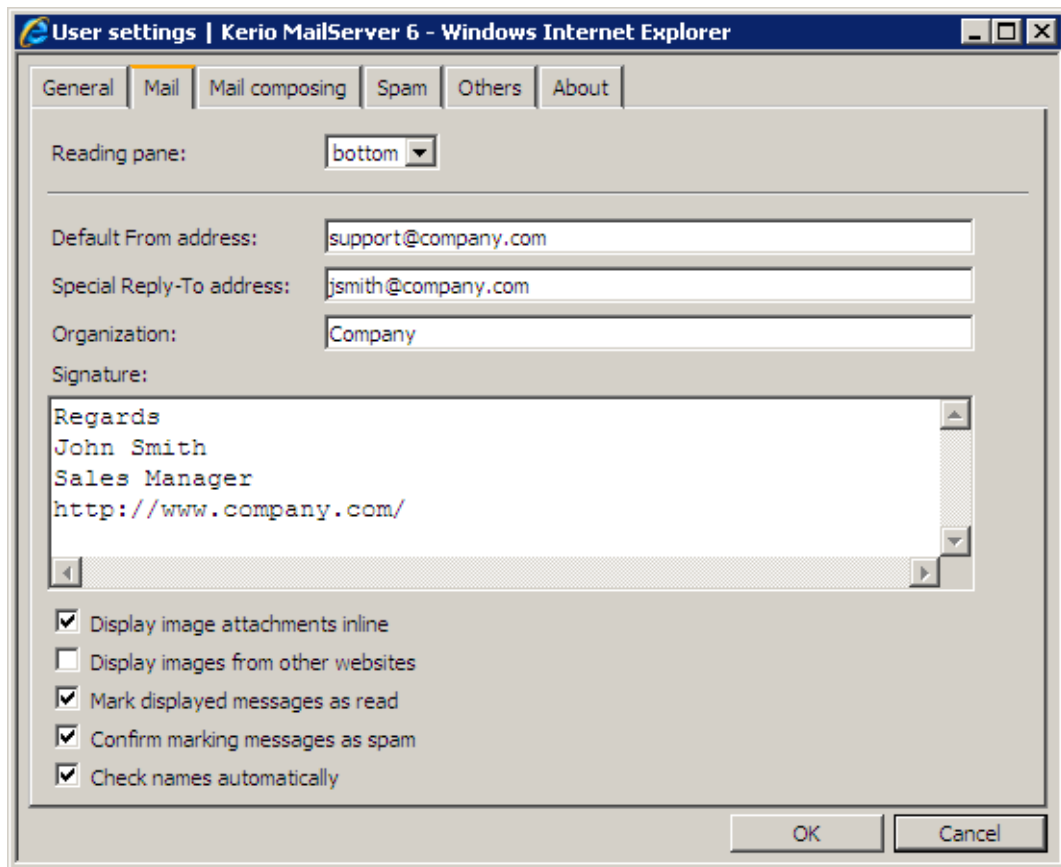 User settings | Kerio MailServer 6 - Windows Internet Explorer
General Mail Mail composing Spam Others About
Reading pane: bottom
Default From address: support@company.com
Special Reply-To address: jsmith@company.com
Organization: Company
Signature:
Regards
John Smith
Sales Manager
http://www.company.com/
Display image attachments inline
Display images from other websites
Mark displayed messages as read
Confirm marking messages as spam
Check names automatically
OK Cancel